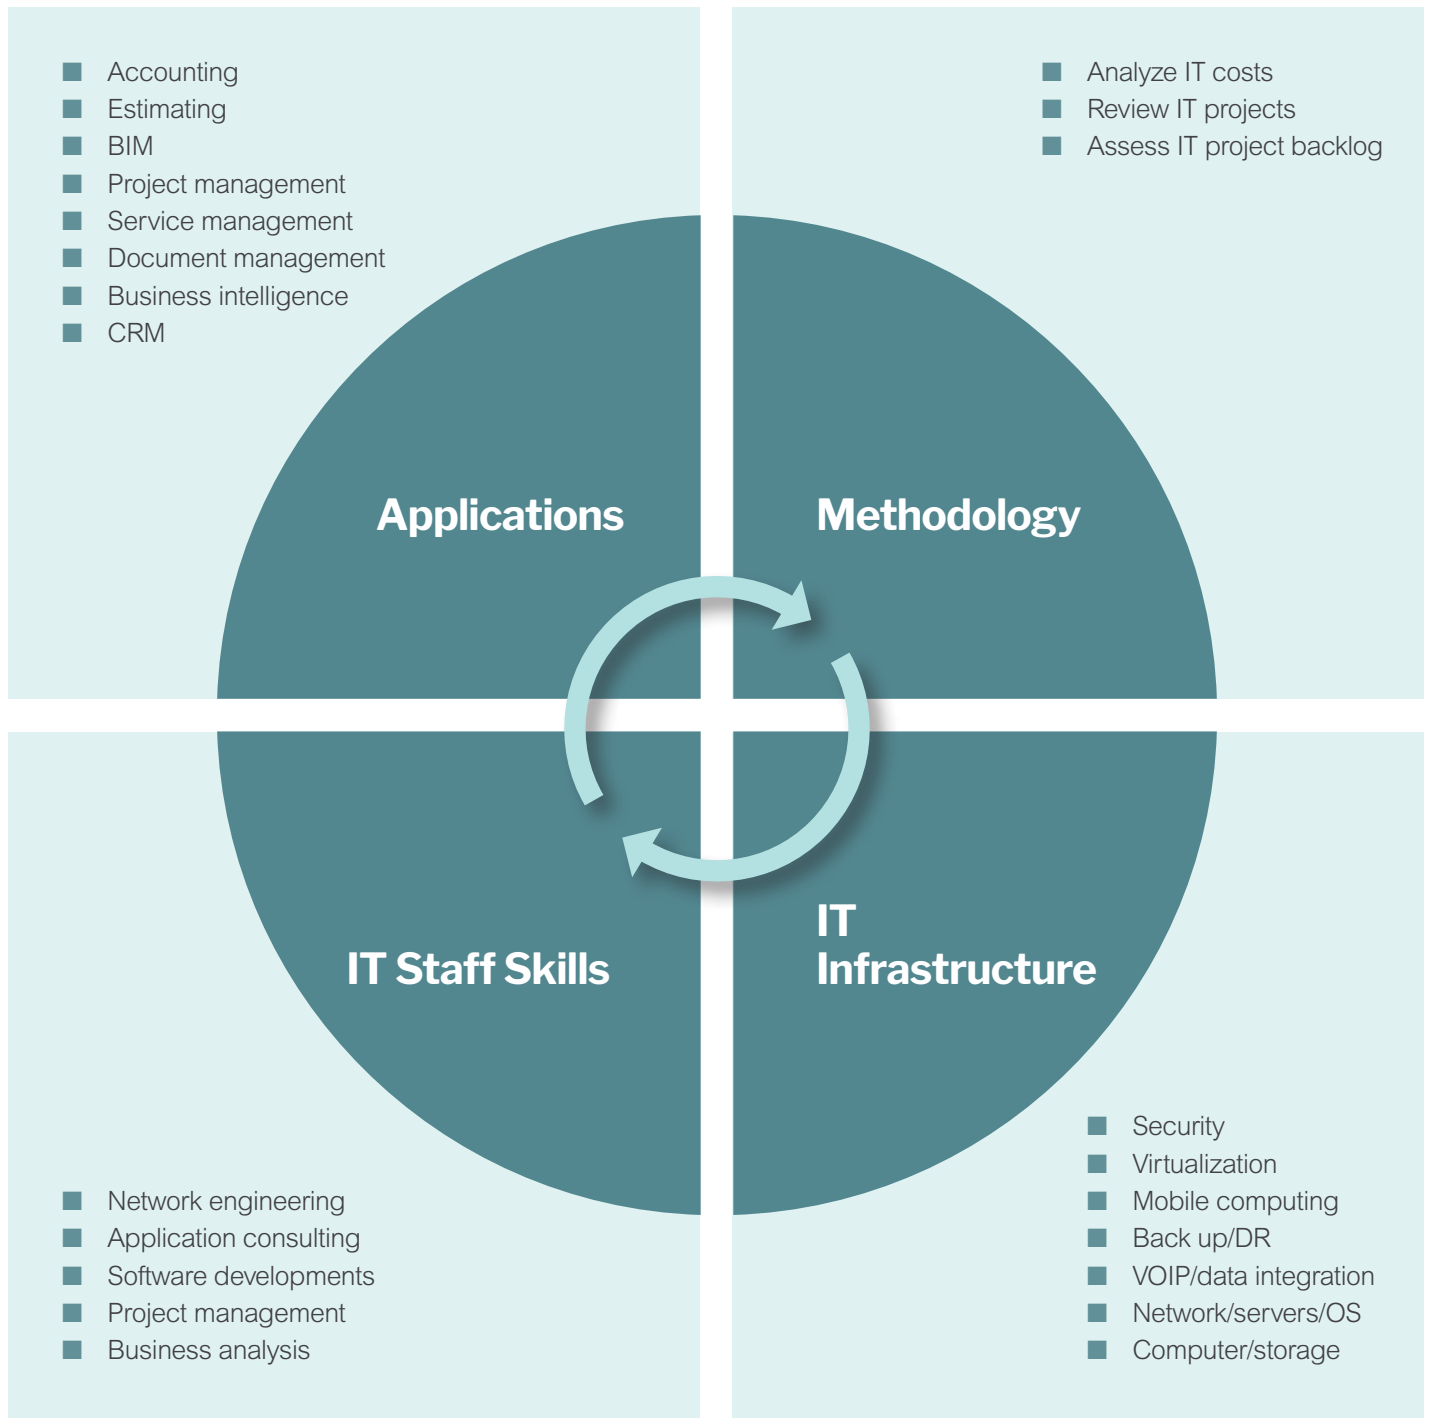 Accounting
Estimating
BIM
Project management
Service management
Document management
Business intelligence
CRM
Applications
Analyze IT costs
Review IT projects
Assess IT project backlog
Methodology
IT Staff Skills
Network engineering
Application consulting
Software developments
Project management
Business analysis
IT
Infrastructure
Security
Virtualization
Mobile computing
Back up/DR
VOIP/data integration
Network/servers/OS
Computer/storage